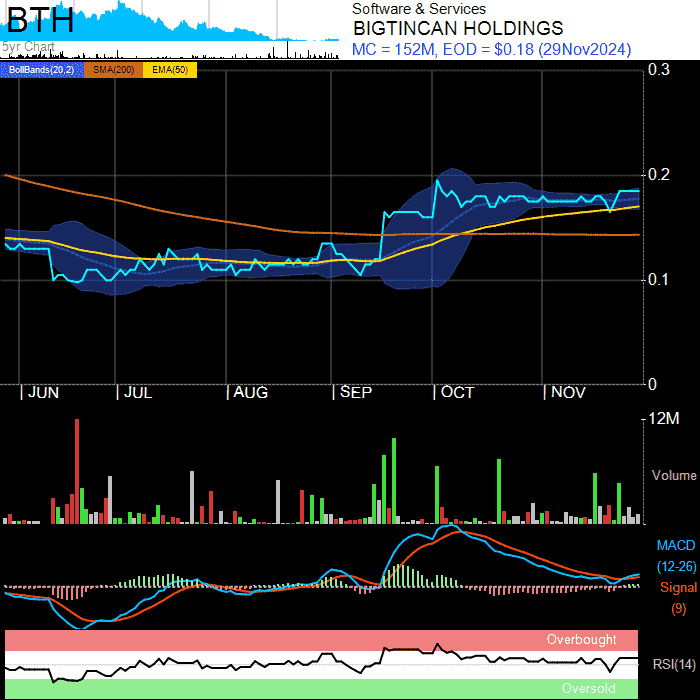 BTH
5yr Chart
Software & Services
BIGTINCAN HOLDINGS
MC = 152M, EOD = $0.18 (29Nov2024)
BollBands(20,2) SMA(200) EMA(50)
0.3
0.2
0.1
0
JUN JUL AUG SEP OCT NOV
12M
Volume
MACD
(12-26)
Signal
(9)
Overbought
RSI(14)
Oversold